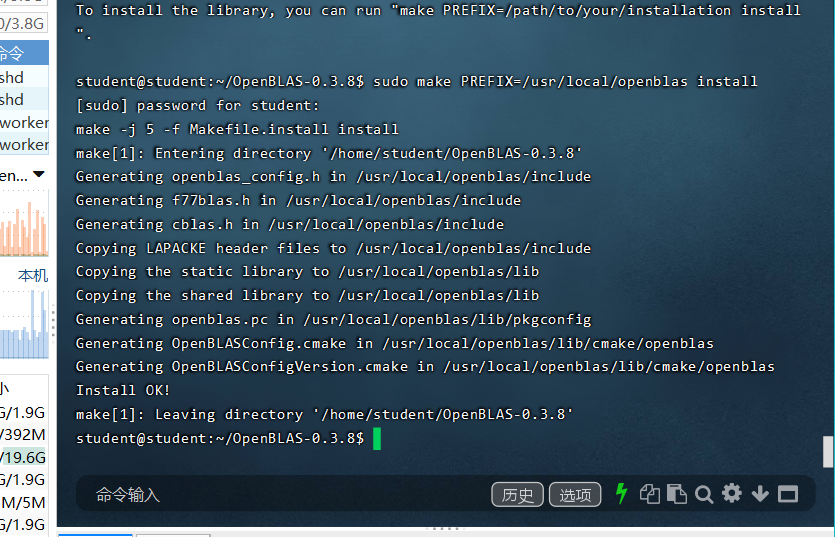 To install the library, you can run "make PREFIX=/path/to/your/installation install
".
student@student:~/OpenBLAS-0.3.8$ sudo make PREFIX=/usr/local/openblas install
[sudo] password for student:
make -j 5 -f Makefile.install install
make[1]: Entering directory '/home/student/OpenBLAS-0.3.8'
Generating openblas_config.h in /usr/local/openblas/include
Generating f77blas.h in /usr/local/openblas/include
Generating cblas.h in /usr/local/openblas/include
Copying LAPACKE header files to /usr/local/openblas/include
Copying the static library to /usr/local/openblas/lib
Copying the shared library to /usr/local/openblas/lib
Generating openblas.pc in /usr/local/openblas/lib/pkgconfig
Generating OpenBLASConfig.cmake in /usr/local/openblas/lib/cmake/openblas
Generating OpenBLASConfigVersion.cmake in /usr/local/openblas/lib/cmake/openblas
Install OK!
make[1]: Leaving directory '/home/student/OpenBLAS-0.3.8'
student@student:~/OpenBLAS-0.3.8$
命令输入 历史 选项
0/3.8G
命令
shd
shd
worker
worker
en...
本机
小
G/1.9G
/392M
/19.6G
G/1.9G
M/5M
G/1.9G